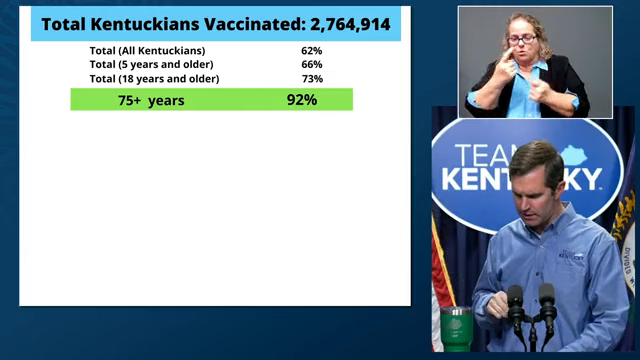 Total Kentuckians Vaccinated: 2,764,914
Total (All Kentuckians) 62%
Total (5 years and older) 66%
Total (18 years and older) 73%
75+ years 92%
TEAM
KENTUCKY